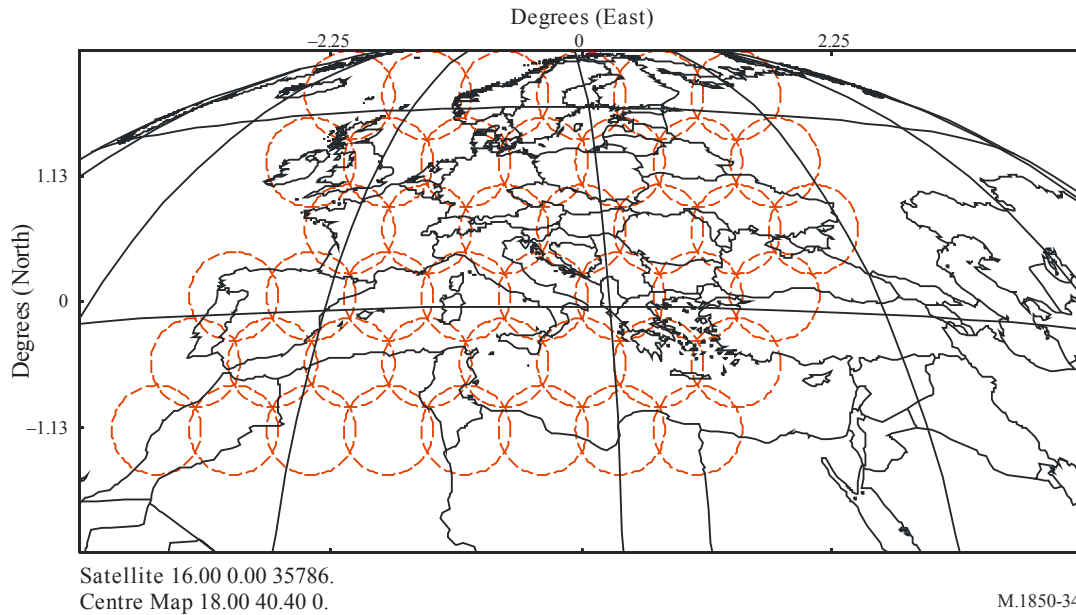 Degrees (East)
–2.25 0 2.25
Degrees (North)
1.13
0
–1.13
Satellite 16.00 0.00 35786.
Centre Map 18.00 40.40 0.
M.1850-34